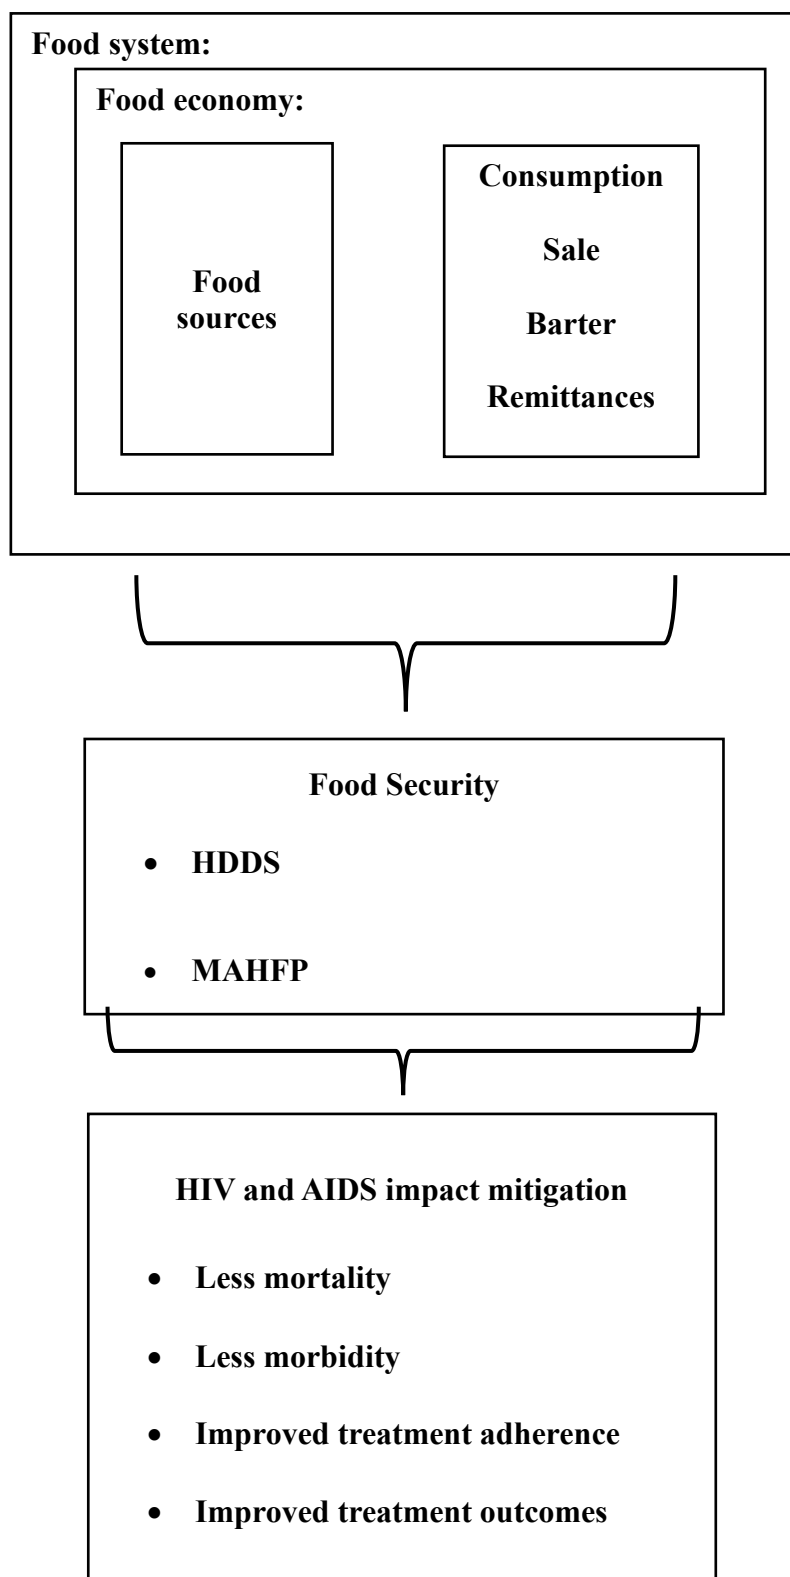 Food system:
Food economy:
Food
sources
Consumption
Sale
Barter
Remittances
Food Security
• HDDS
• MAHFP
HIV and AIDS impact mitigation
• Less mortality
• Less morbidity
• Improved treatment adherence
• Improved treatment outcomes